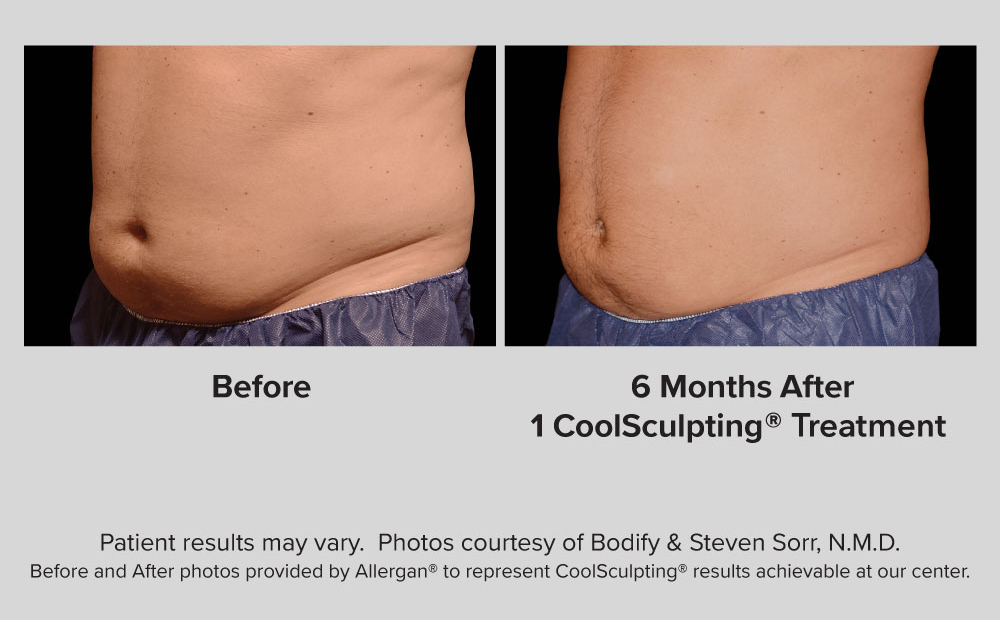 Before
6 Months After
1 CoolSculpting® Treatment
Patient results may vary. Photos courtesy of Bodify & Steven Sorr, N.M.D.
Before and After photos provided by Allergan® to represent CoolSculpting® results achievable at our center.